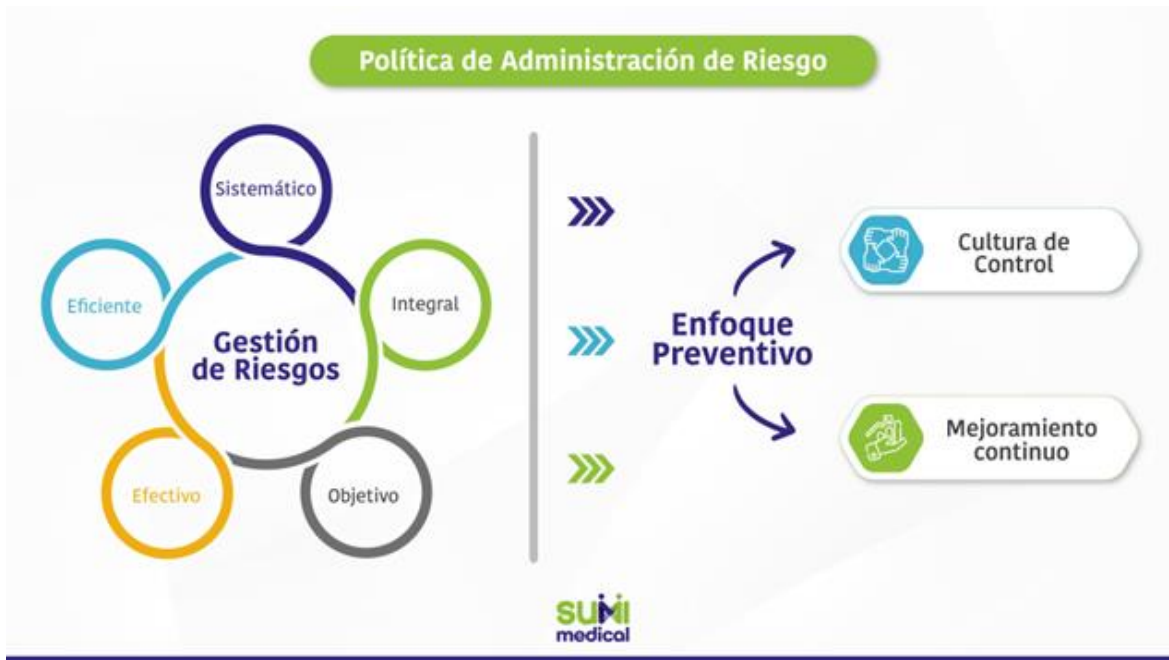 Política de Administración de Riesgo
Sistemático
Eficiente
Integral
Gestión
de Riesgos
Efectivo
Objetivo
Enfoque
Preventivo
Cultura de
Control
Mejoramiento
continuo
SUMI
medical